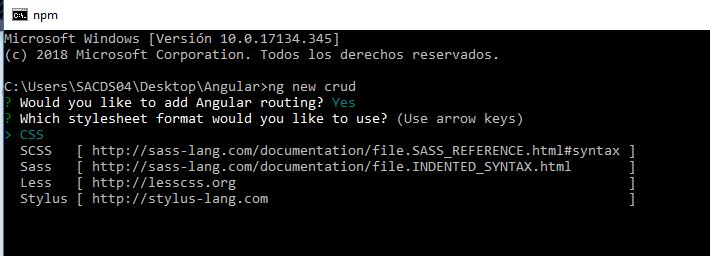 npm
Microsoft Windows [Versión 10.0.17134.345]
(c) 2018 Microsoft Corporation. Todos los derechos reservados.
C:\Users\SACDS04\Desktop\Angular>ng new crud
? Would you like to add Angular routing? Yes
? Which stylesheet format would you like to use? (Use arrow keys)
> CSS
SCSS   [ http://sass-lang.com/documentation/file.SASS_REFERENCE.html#syntax ]
Sass   [ http://sass-lang.com/documentation/file.INDENTED_SYNTAX.html       ]
Less   [ http://lesscss.org                                                 ]
Stylus [ http://stylus-lang.com                                             ]